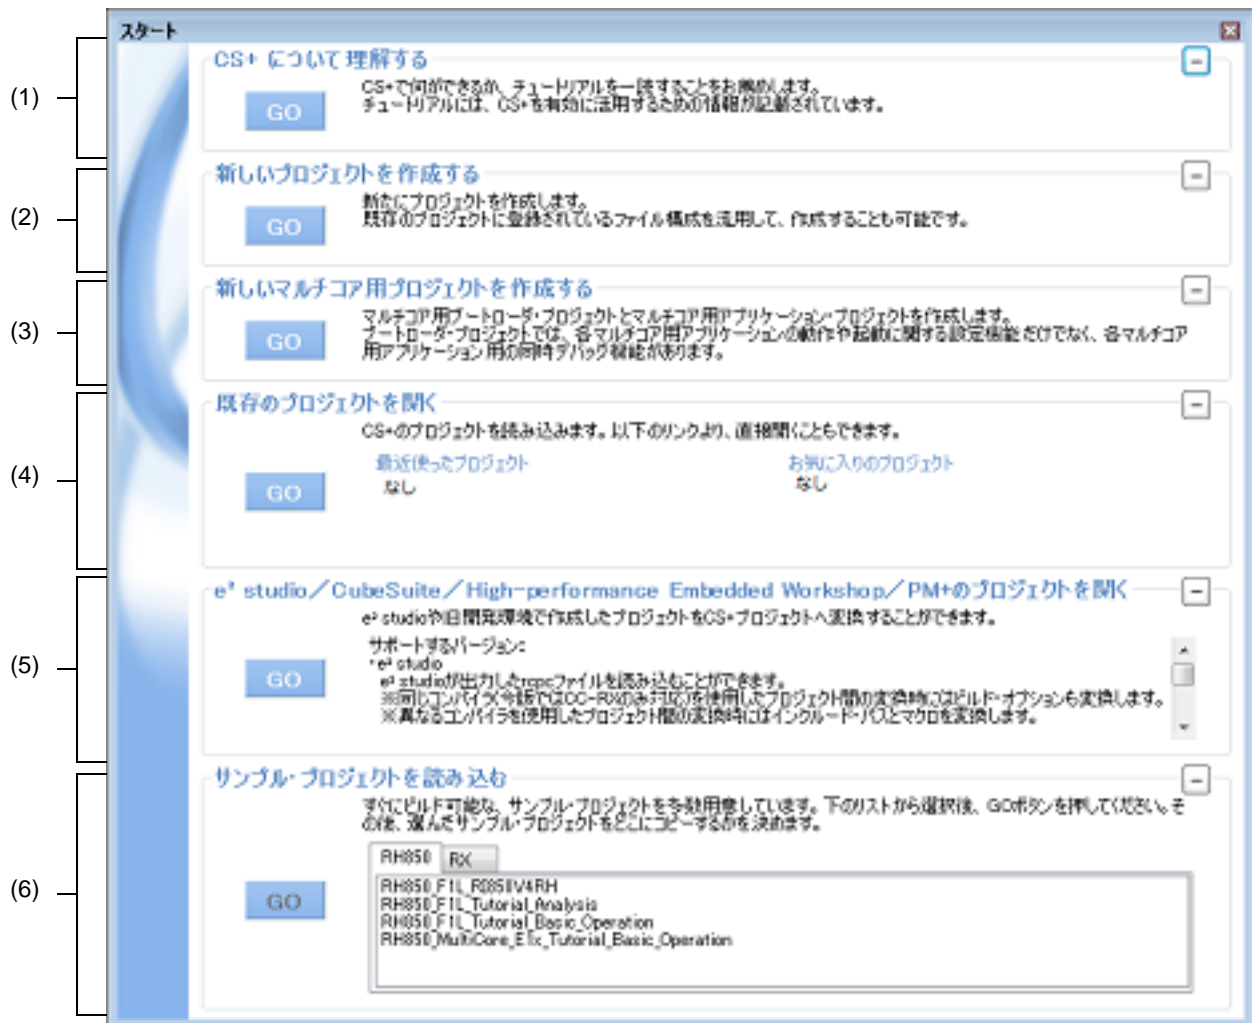 スタート
(1)
CS+ について理解する
GO
CS+で何ができるか、チュートリアルを一読することをお薦めします。
チュートリアルには、CS+を有効に活用するための情報が記載されています。
(2)
新しいプロジェクトを作成する
GO
新たにプロジェクトを作成します。
既存のプロジェクトに登録されているファイル構成を流用して、作成することも可能です。
(3)
新しいマルチコア用プロジェクトを作成する
GO
マルチコア用ブートローダ・プロジェクトとマルチコア用アプリケーション・プロジェクトを作成します。
ブートローダ・プロジェクトでは、各マルチコア用アプリケーションの動作や起動に関する設定機能だけでなく、各マルチコア
用アプリケーション用の同時デバッグ機能があります。
(4)
既存のプロジェクトを開く
GO
CS+のプロジェクトを読み込みます。以下のリンクより、直接開くこともできます。
最近使ったプロジェクト
お気に入りのプロジェクト
なし
なし
(5)
e² studio／CubeSuite／High-performance Embedded Workshop／PM+のプロジェクトを開く
GO
e² studioや旧開発環境で作成したプロジェクトをCS+プロジェクトへ変換することができます。
サポートするバージョン:
・e² studio
e² studioが出力したrcpcファイルを読み込むことができます。
※同じコンパイラ(今版ではCC-RXのみ対応)を使用したプロジェクト間の変換時にはビルド・オプションも変換します。
※異なるコンパイラを使用したプロジェクト間の変換時にはインクルード・パスとマクロを変換します。
(6)
サンプル・プロジェクトを読み込む
GO
すぐにビルド可能な、サンプル・プロジェクトを多数用意しています。下のリストから選択後、GOボタンを押してください。そ
の後、選んだサンプル・プロジェクトをどこにコピーするかを決めます。
RH850
RX
RH850_F1L_RI850V4RH
RH850_F1L_Tutorial_Analysis
RH850_F1L_Tutorial_Basic_Operation
RH850_MultiCore_E1x_Tutorial_Basic_Operation